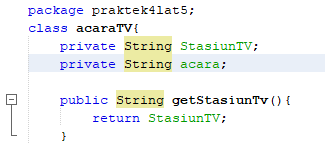 package praktek4lat5;
class acaraTV{
private String StasiunTV;
private String acara;
public String getStasiunTv(){
return StasiunTV;
}